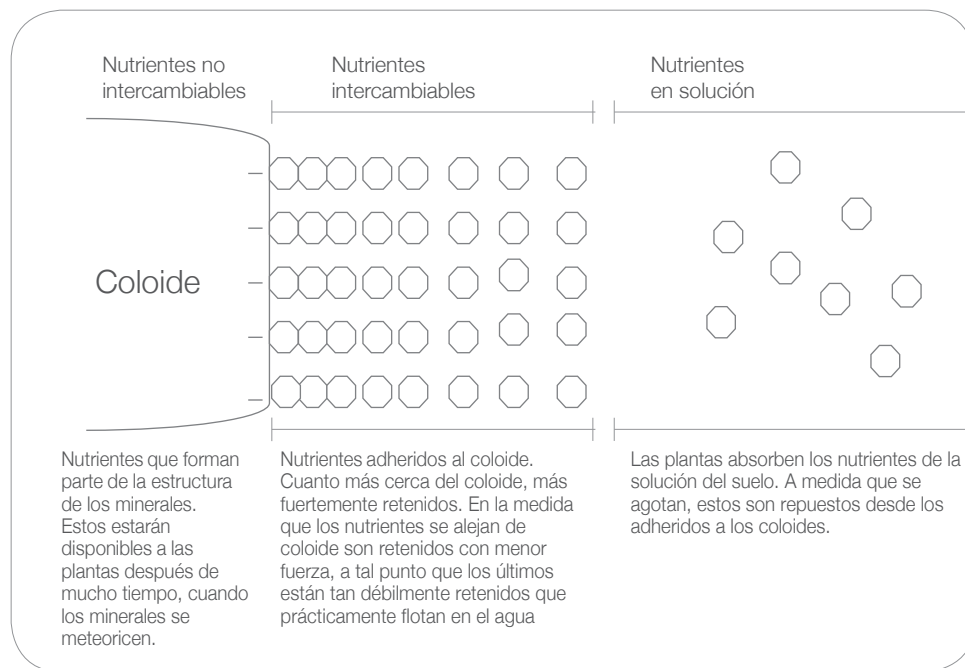 Nutrientes no
intercambiables
Nutrientes
intercambiables
Nutrientes
en solución
Coloide
Nutrientes que forman
parte de la estructura
de los minerales.
Estos estarán
disponibles a las
plantas después de
mucho tiempo, cuando
los minerales se
meteoricen.
Nutrientes adheridos al coloide.
Cuanto más cerca del coloide, más
fuertemente retenidos. En la medida
que los nutrientes se alejan de
coloide son retenidos con menor
fuerza, a tal punto que los últimos
están tan débilmente retenidos que
prácticamente flotan en el agua
Las plantas absorben los nutrientes de la
solución del suelo. A medida que se
agotan, estos son repuestos desde los
adheridos a los coloides.